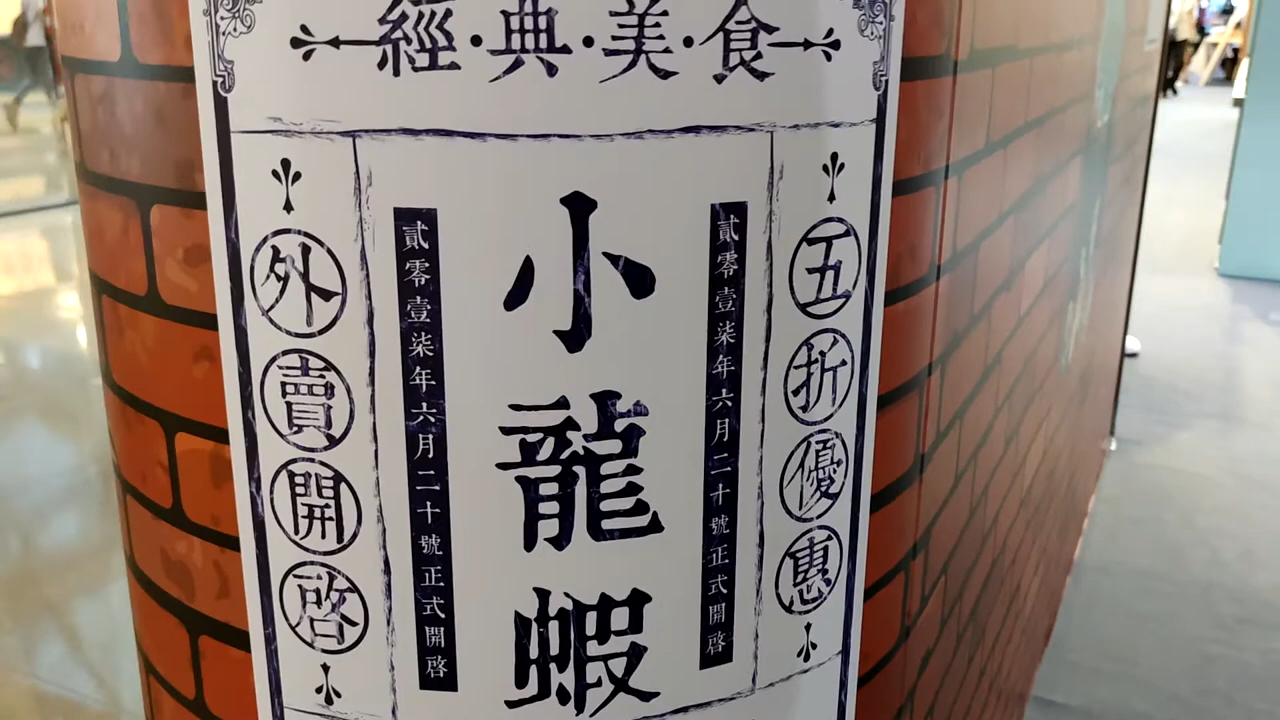 經·典·美·食
五折優惠
貳零壹柒年六月二十號正式開啓
小龍蝦
貳零壹柒年六月二十號正式開啓
外賣開啓